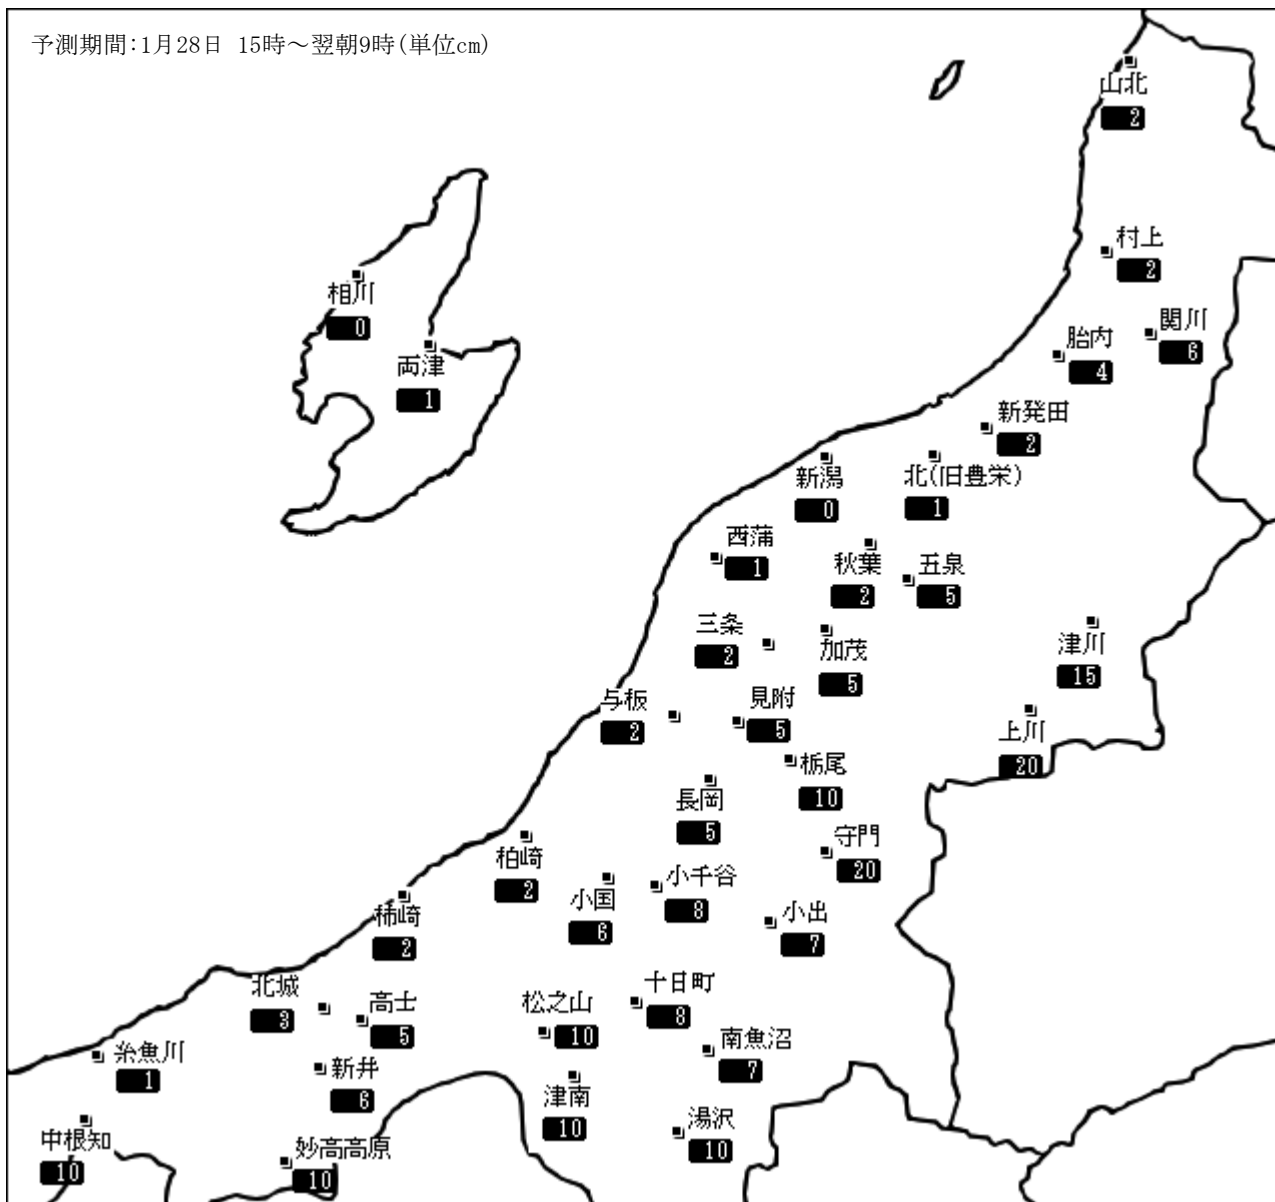 予測期間:1月28日 15時～翌朝9時(単位cm)
山北
2
村上
2
相川
0
関川
6
胎内
4
両津
1
新発田
2
新潟
0
北(旧豊栄)
1
西蒲
1
秋葉
2
五泉
5
三条
2
加茂
5
津川
15
与板
2
見附
5
上川
20
栃尾
10
長岡
5
守門
20
柏崎
2
小国
6
小千谷
8
柿崎
2
小出
7
北城
3
高士
5
松之山
10
十日町
8
糸魚川
1
新井
6
南魚沼
7
津南
10
湯沢
10
中根知
10
妙高高原
10